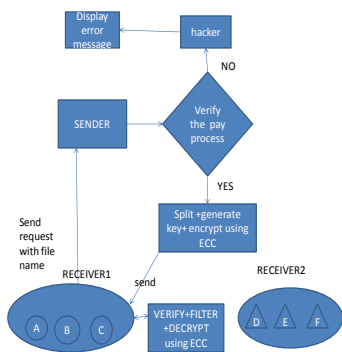 Display
error
message
hacker
NO
SENDER
Verify
the pay
process
YES
Split +generate
key+ encrypt using
ECC
Send
request
with file
name
send
RECEIVER1
RECEIVER2
A
B
C
VERIFY+FILTER
+DECRYPT
using ECC
D
E
F